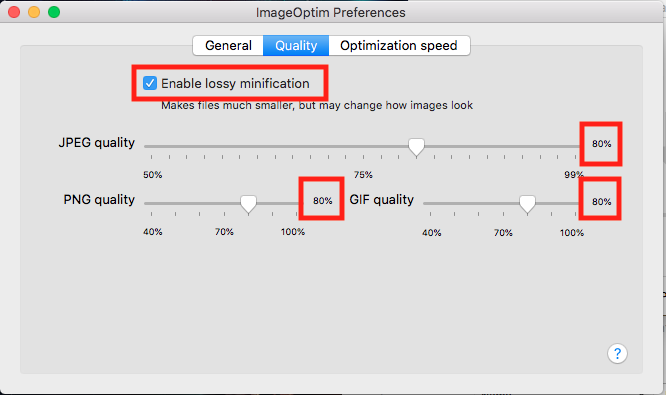 ImageOptim Preferences
General Quality Optimization speed
Enable lossy minification
Makes files much smaller, but may change how images look
JPEG quality 80%
50% 75% 99%
PNG quality 80% GIF quality 80%
40% 70% 100% 40% 70% 100%
?